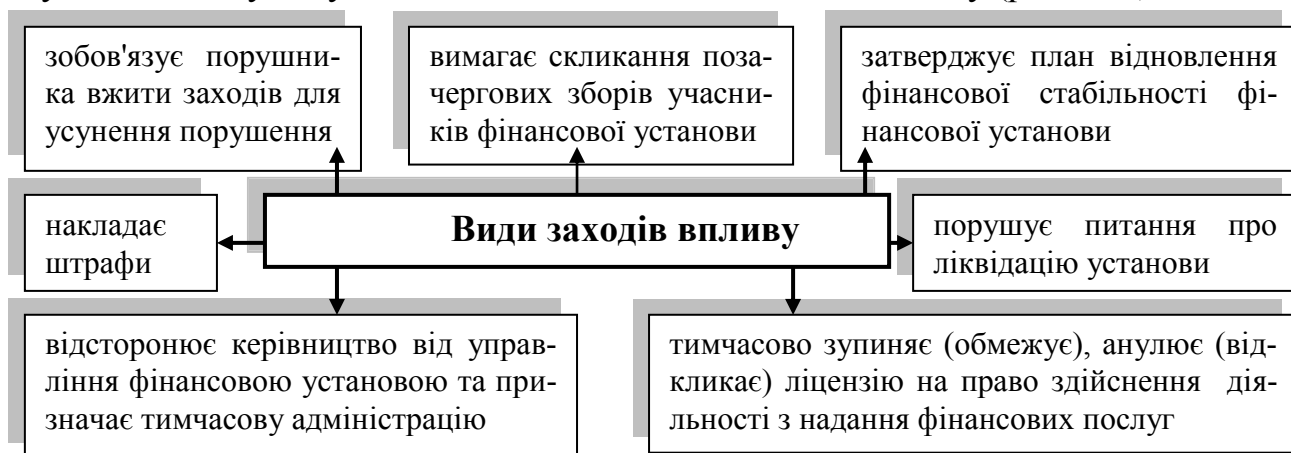 зобов'язує порушни-
ка вжити заходів для
усунення порушення
вимагає скликання поза-
чергових зборів учасни-
ків фінансової установи
затверджує план відновлення
фінансової стабільності фі-
нансової установи
накладає
штрафи
Види заходів впливу
порушує питання про
ліквідацію установи
відсторонює керівництво від управ-
ління фінансовою установою та при-
значає тимчасову адміністрацію
тимчасово зупиняє (обмежує), анулює (від-
кликає) ліцензію на право здійснення дія-
льності з надання фінансових послуг